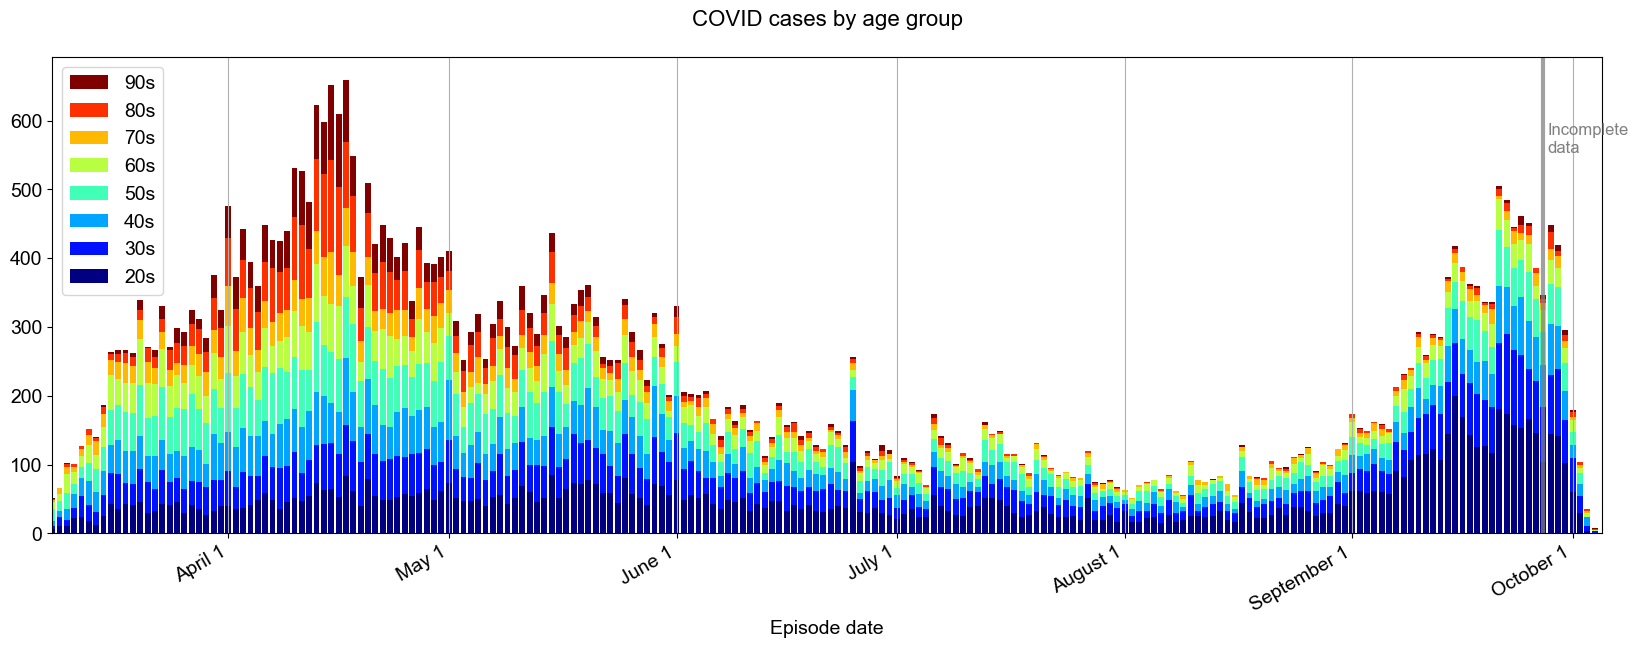 COVID cases by age group
90s
80s
70s
60s
50s
40s
30s
20s
600
500
400
300
200
100
0
Incomplete
data
April 1
May 1
June 1
July 1
August 1
September 1
October 1
Episode date